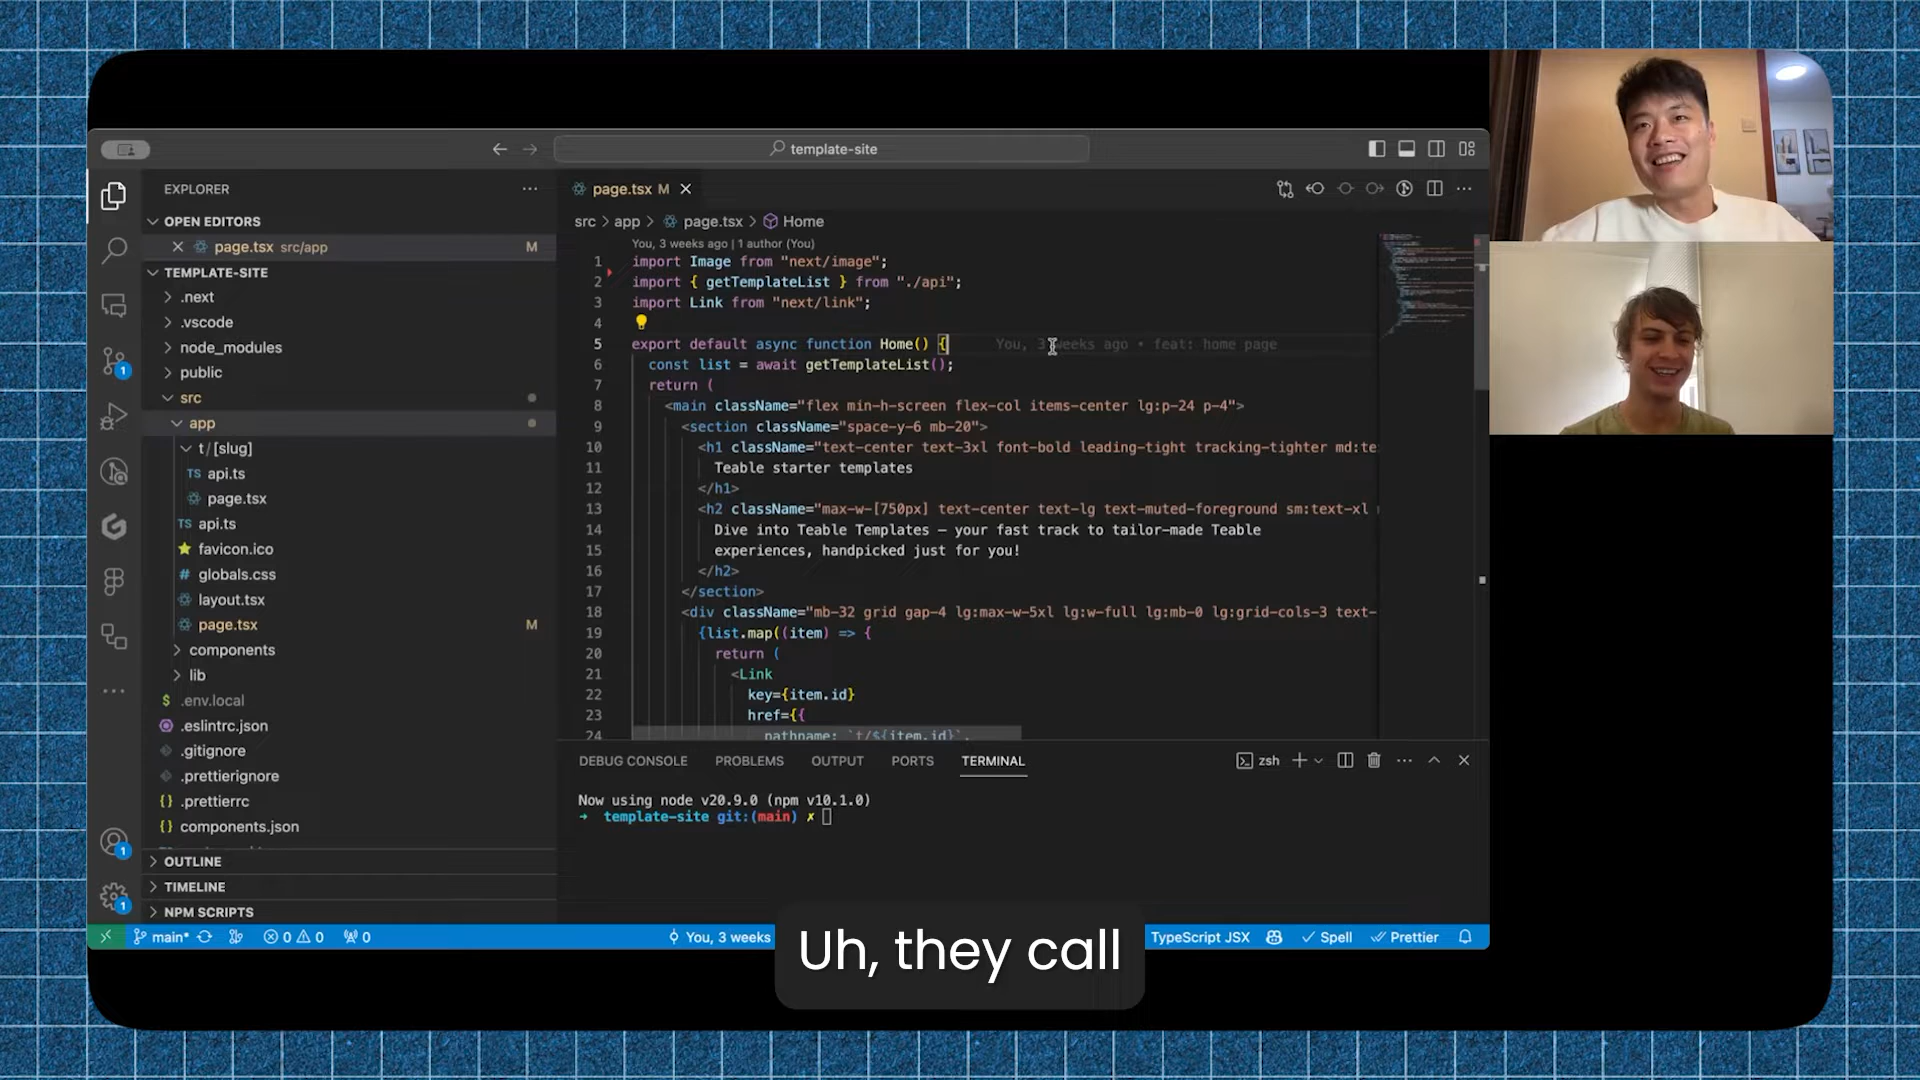 template-site
EXPLORER
OPEN EDITORS
page.tsx src/app M
TEMPLATE-SITE
.next
.vscode
node_modules
public
src
app
t/[slug]
TS api.ts
page.tsx
TS api.ts
favicon.ico
# globals.css
layout.tsx
page.tsx M
components
lib
$ .env.local
.eslintrc.json
.gitignore
.prettierignore
{} .prettierrc
{} components.json
OUTLINE
TIMELINE
NPM SCRIPTS
1
1
1
page.tsx M
src > app > page.tsx > Home
You, 3 weeks ago | 1 author (You)
1 import Image from "next/image";
2 import { getTemplateList } from "./api";
3 import Link from "next/link";
4
5 export default async function Home() { You, 3 weeks ago • feat: home page
6 const list = await getTemplateList();
7 return (
8 <main className="flex min-h-screen flex-col items-center lg:p-24 p-4">
9 <section className="space-y-6 mb-20">
10 <h1 className="text-center text-3xl font-bold leading-tight tracking-tighter md:te
11 Teable starter templates
12 </h1>
13 <h2 className="max-w-[750px] text-center text-lg text-muted-foreground sm:text-xl
14 Dive into Teable Templates – your fast track to tailor-made Teable
15 experiences, handpicked just for you!
16 </h2>
17 </section>
18 <div className="mb-32 grid gap-4 lg:max-w-5xl lg:w-full lg:mb-0 lg:grid-cols-3 text-
19 {list.map((item) => {
20 return (
21 <Link
22 key={item.id}
23 href={{
24 pathname: `t/${item.id}`,
DEBUG CONSOLE PROBLEMS OUTPUT PORTS TERMINAL zsh
Now using node v20.9.0 (npm v10.1.0)
→ template-site git:(main) ✗
main* 0 0 0 You, 3 weeks TypeScript JSX Spell Prettier
Uh, they call